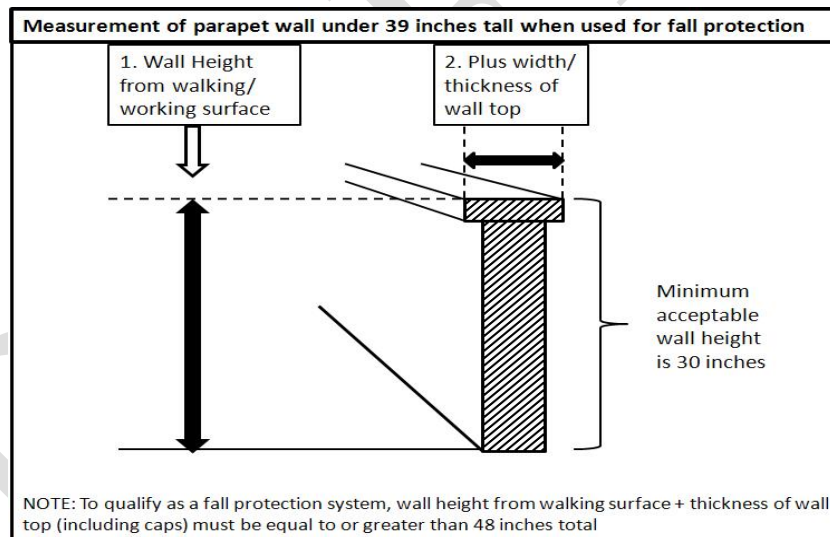 Measurement of parapet wall under 39 inches tall when used for fall protection
1. Wall Height
from walking/
working surface
2. Plus width/
thickness of
wall top
Minimum
acceptable
wall height
is 30 inches
NOTE: To qualify as a fall protection system, wall height from walking surface + thickness of wall
top (including caps) must be equal to or greater than 48 inches total